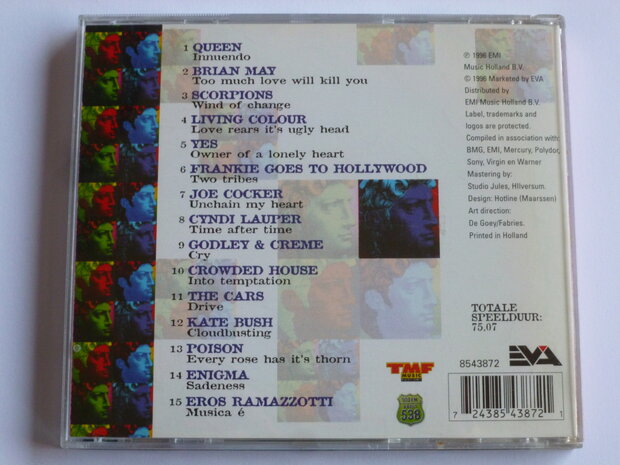 1 QUEEN
Innuendo
2 BRIAN MAY
Too much love will kill you
3 SCORPIONS
Wind of change
4 LIVING COLOUR
Love rears it's ugly head
5 YES
Owner of a lonely heart
6 FRANKIE GOES TO HOLLYWOOD
Two tribes
7 JOE COCKER
Unchain my heart
8 CYNDI LAUPER
Time after time
9 GODLEY & CREME
Cry
10 CROWDED HOUSE
Into temptation
11 THE CARS
Drive
12 KATE BUSH
Cloudbusting
13 POISON
Every rose has it's thorn
14 ENIGMA
Sadeness
15 EROS RAMAZZOTTI
Musica é
℗ 1996 EMI
Music Holland B.V.
© 1996 Marketed by EVA
Distributed by
EMI Music Holland B.V.
Label, trademarks and
logos are protected.
Compiled in association with:
BMG, EMI, Mercury, Polydor,
Sony, Virgin en Warner
Mastering by:
Studio Jules, Hilversum.
Design: Hotline (Maarssen)
Art direction:
De Goey/Fabries.
Printed in Holland
TOTALE
SPEELDUUR:
75,07
TMF
MUSIC
538
8543872
EVA
7 24385 43872 1